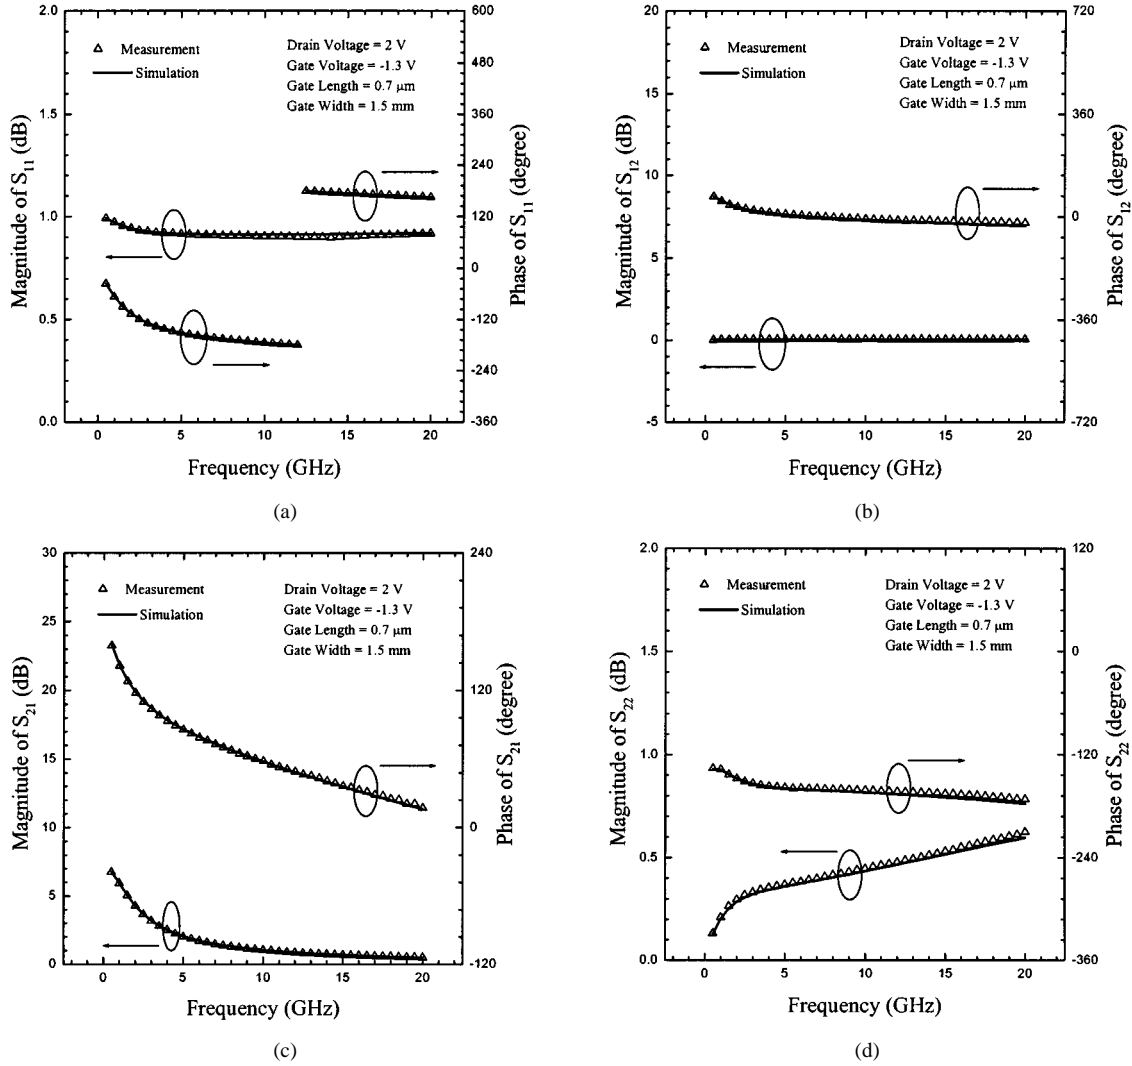 2.0
1.5
1.0
0.5
0.0
Magnitude of S11 (dB)
600
480
360
240
120
0
-120
-240
-360
Phase of S11 (degree)
Measurement
Simulation
Drain Voltage = 2 V
Gate Voltage = -1.3 V
Gate Length = 0.7 μm
Gate Width = 1.5 mm
0 5 10 15 20
Frequency (GHz)
(a)
20
15
10
5
0
-5
Magnitude of S12 (dB)
720
360
0
-360
-720
Phase of S12 (degree)
Measurement
Simulation
Drain Voltage = 2 V
Gate Voltage = -1.3 V
Gate Length = 0.7 μm
Gate Width = 1.5 mm
0 5 10 15 20
Frequency (GHz)
(b)
30
25
20
15
10
5
0
Magnitude of S21 (dB)
240
120
0
-120
Phase of S21 (degree)
Measurement
Simulation
Drain Voltage = 2 V
Gate Voltage = -1.3 V
Gate Length = 0.7 μm
Gate Width = 1.5 mm
0 5 10 15 20
Frequency (GHz)
(c)
2.0
1.5
1.0
0.5
0.0
Magnitude of S22 (dB)
120
0
-120
-240
-360
Phase of S22 (degree)
Measurement
Simulation
Drain Voltage = 2 V
Gate Voltage = -1.3 V
Gate Length = 0.7 μm
Gate Width = 1.5 mm
0 5 10 15 20
Frequency (GHz)
(d)